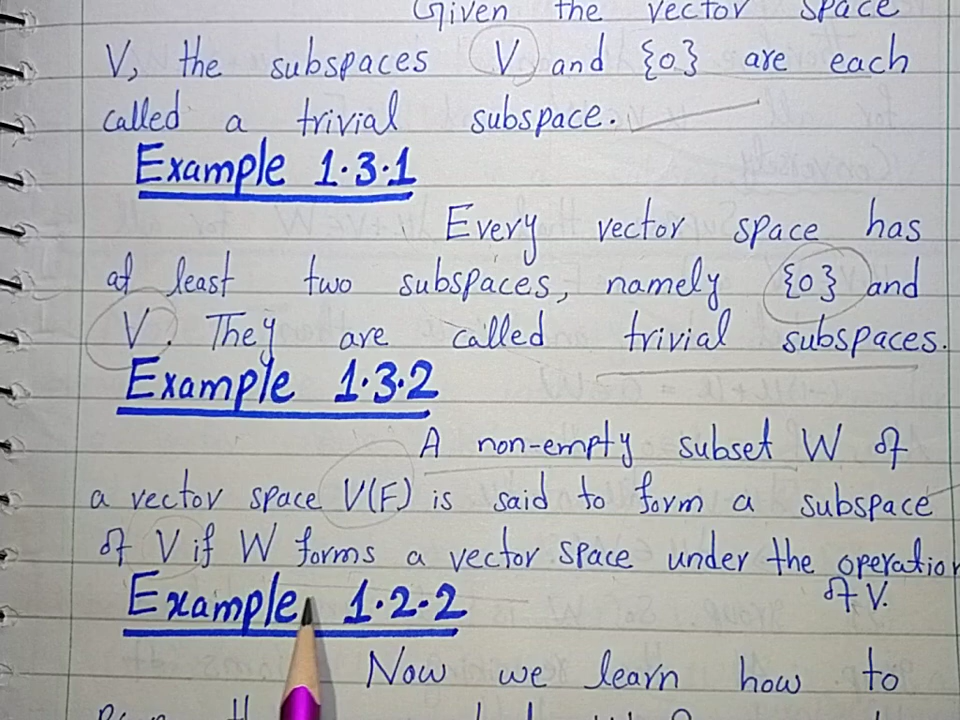 Given the vector space
V, the subspaces V and {0} are each
called a trivial subspace.
Example 1.3.1
Every vector space has
at least two subspaces, namely {0} and
V. They are called trivial subspaces.
Example 1.3.2
A non-empty subset W of
a vector space V(F) is said to form a subspace
of V if W forms a vector space under the operation
of V.
Example 1.2.2
Now we learn how to